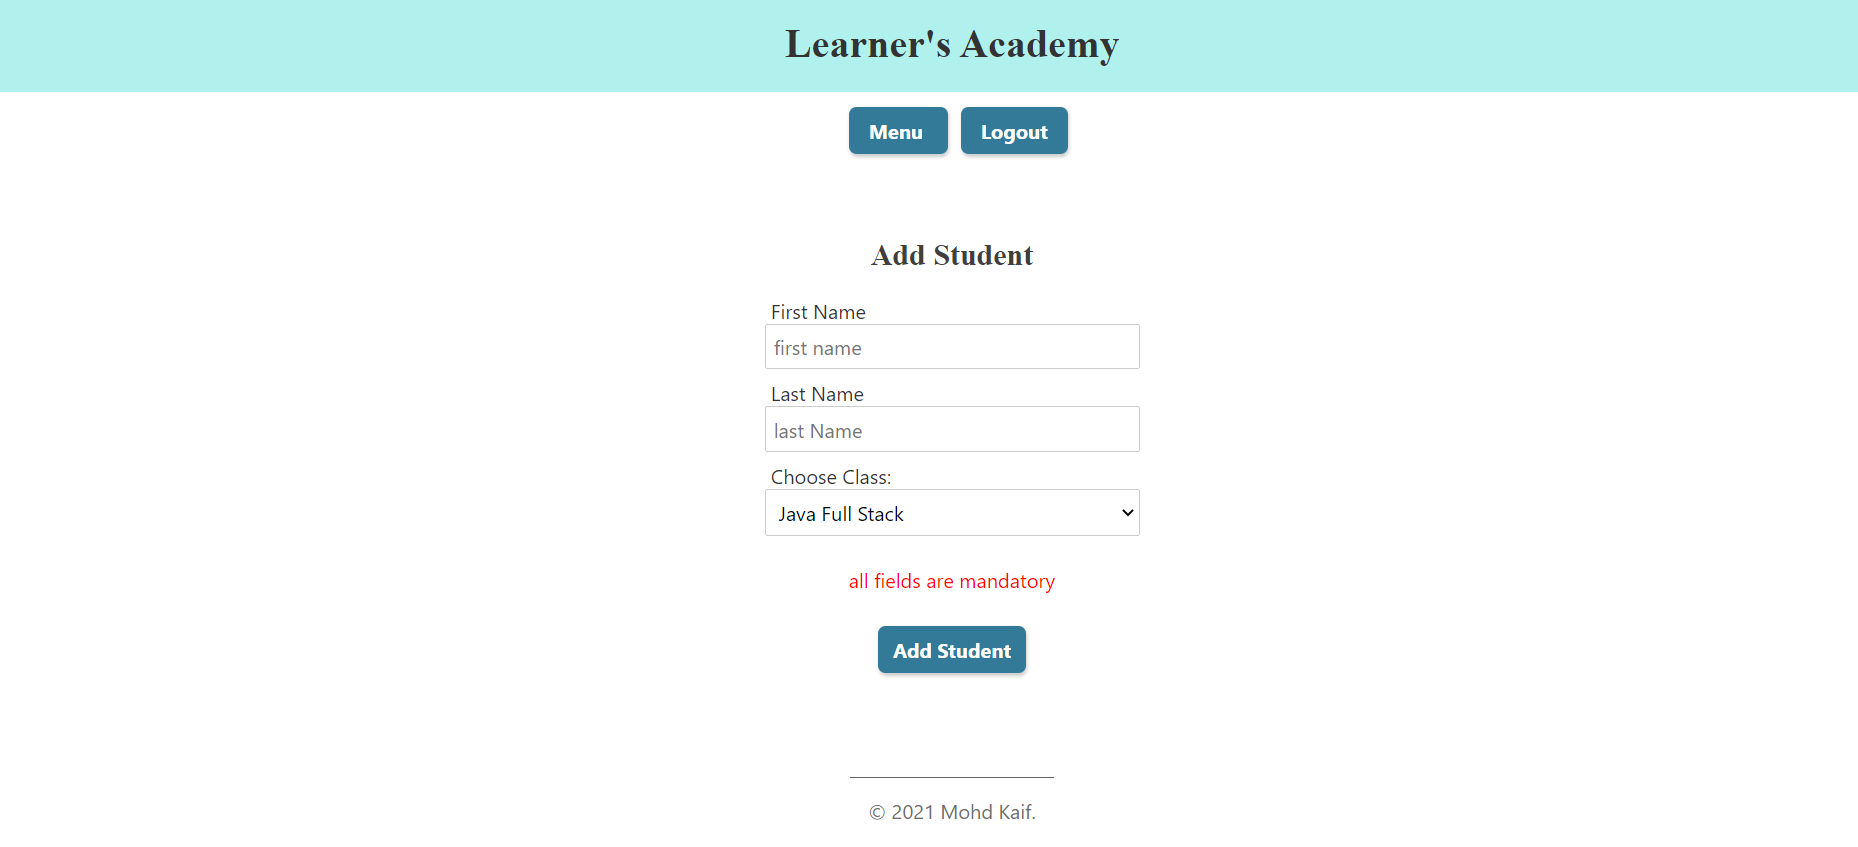 Learner's Academy
Menu Logout
Add Student
First Name
first name
Last Name
last Name
Choose Class:
Java Full Stack
all fields are mandatory
Add Student
© 2021 Mohd Kaif.